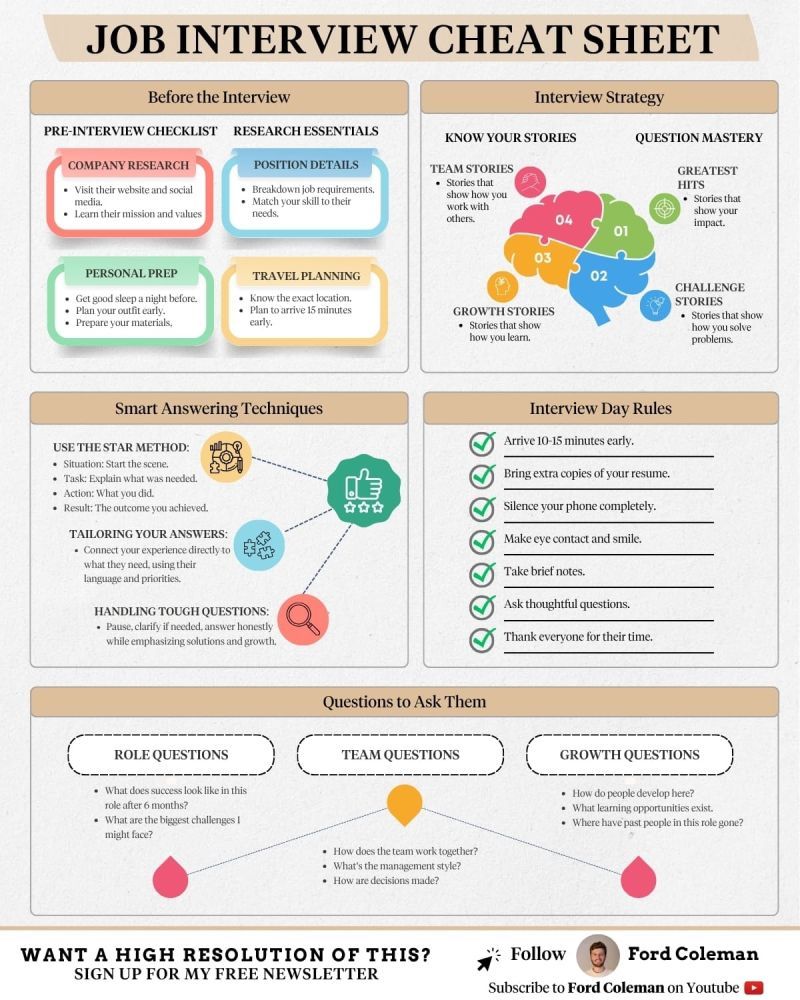 JOB INTERVIEW CHEAT SHEET
Before the Interview
PRE-INTERVIEW CHECKLIST
RESEARCH ESSENTIALS
COMPANY RESEARCH
• Visit their website and social
media.
• Learn their mission and values
POSITION DETAILS
• Breakdown job requirements.
• Match your skill to their
needs.
PERSONAL PREP
• Get good sleep a night before.
• Plan your outfit early.
• Prepare your materials,
TRAVEL PLANNING
• Know the exact location.
• Plan to arrive 15 minutes
early.
Interview Strategy
KNOW YOUR STORIES
QUESTION MASTERY
TEAM STORIES
• Stories that
show how you
work with
others.
GREATEST
HITS
• Stories that
show your
impact.
04
01
03
02
GROWTH STORIES
• Stories that show
how you learn.
CHALLENGE
STORIES
• Stories that show
how you solve
problems.
Smart Answering Techniques
USE THE STAR METHOD:
• Situation: Start the scene.
• Task: Explain what was needed.
• Action: What you did.
• Result: The outcome you achieved.
TAILORING YOUR ANSWERS:
• Connect your experience directly to
what they need, using their
language and priorities.
HANDLING TOUGH QUESTIONS:
• Pause, clarify if needed, answer honestly
while emphasizing solutions and growth.
Interview Day Rules
Arrive 10-15 minutes early.
Bring extra copies of your resume.
Silence your phone completely.
Make eye contact and smile.
Take brief notes.
Ask thoughtful questions.
Thank everyone for their time.
Questions to Ask Them
ROLE QUESTIONS
• What does success look like in this
role after 6 months?
• What are the biggest challenges I
might face?
TEAM QUESTIONS
• How does the team work together?
• What's the management style?
• How are decisions made?
GROWTH QUESTIONS
• How do people develop here?
• What learning opportunities exist.
• Where have past people in this role gone?
WANT A HIGH RESOLUTION OF THIS?
SIGN UP FOR MY FREE NEWSLETTER
Follow Ford Coleman
Subscribe to Ford Coleman on Youtube